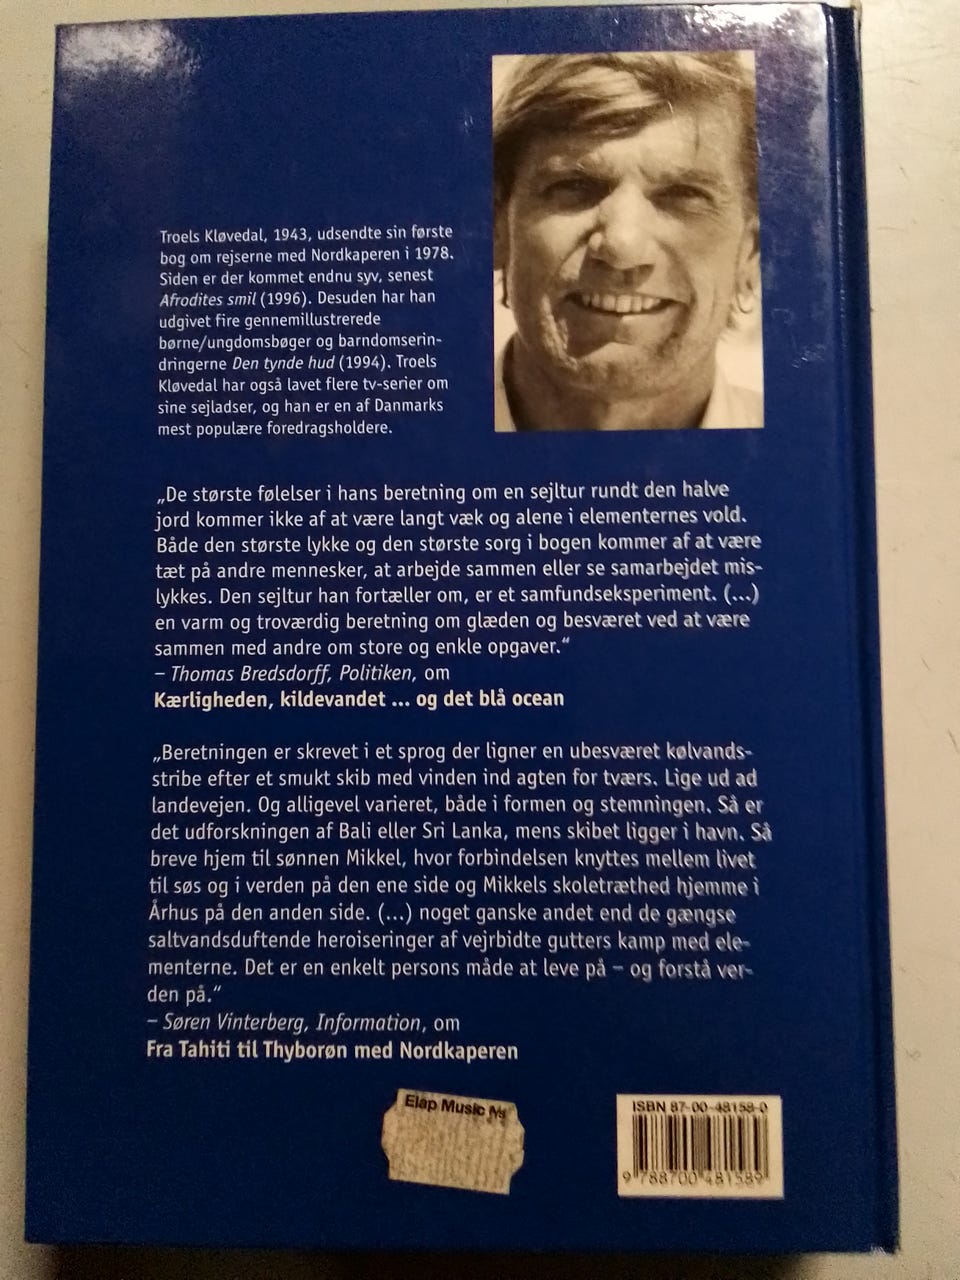 Troels Kløvedal, 1943, udsendte sin første
bog om rejserne med Nordkaperen i 1978.
Siden er der kommet endnu syv, senest
Afrodites smil (1996). Desuden har han
udgivet fire gennemillustrerede
børne/ungdomsbøger og barndomserin-
dringerne Den tynde hud (1994). Troels
Kløvedal har også lavet flere tv-serier om
sine sejladser, og han er en af Danmarks
mest populære foredragsholdere.
„De største følelser i hans beretning om en sejltur rundt den halve
jord kommer ikke af at være langt væk og alene i elementernes vold.
Både den største lykke og den største sorg i bogen kommer af at være
tæt på andre mennesker, at arbejde sammen eller se samarbejdet mis-
lykkes. Den sejltur han fortæller om, er et samfundseksperiment. (...)
en varm og troværdig beretning om glæden og besværet ved at være
sammen med andre om store og enkle opgaver.“
– Thomas Bredsdorff, Politiken, om
Kærligheden, kildevandet ... og det blå ocean
„Beretningen er skrevet i et sprog der ligner en ubesværet kølvands-
stribe efter et smukt skib med vinden ind agten for tværs. Lige ud ad
landevejen. Og alligevel varieret, både i formen og stemningen. Så er
det udforskningen af Bali eller Sri Lanka, mens skibet ligger i havn. Så
breve hjem til sønnen Mikkel, hvor forbindelsen knyttes mellem livet
til søs og i verden på den ene side og Mikkels skoletræthed hjemme i
Århus på den anden side. (...) noget ganske andet end de gængse
saltvandsduftende heroiseringer af vejrbidte gutters kamp med ele-
menterne. Det er en enkelt persons måde at leve på – og forstå ver-
den på.“
– Søren Vinterberg, Information, om
Fra Tahiti til Thyborøn med Nordkaperen
Elap Music A/s
ISBN 87-00-48158-0
9 788700 481589